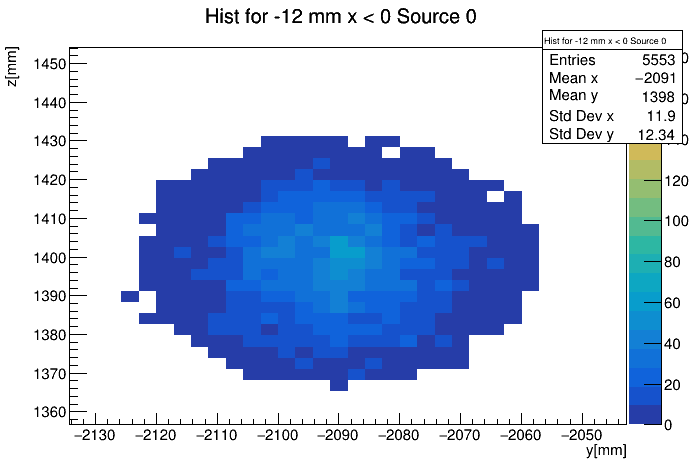 Hist for -12 mm x < 0 Source 0
z[mm]
Hist for -12 mm x < 0 Source 0
Entries 5553
Mean x −2091
Mean y 1398
Std Dev x 11.9
Std Dev y 12.34
1450
1440
1430
1420
1410
1400
1390
1380
1370
1360
120
100
80
60
40
20
0
−2130 −2120 −2110 −2100 −2090 −2080 −2070 −2060 −2050
y[mm]